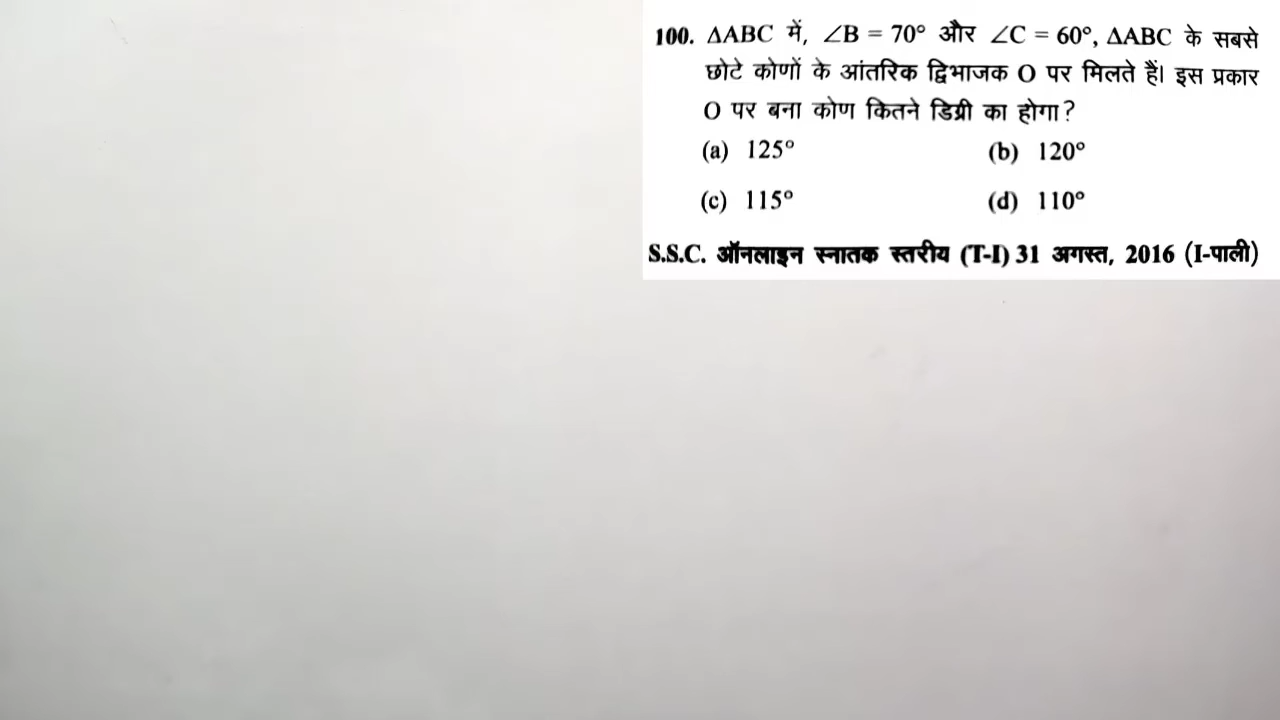 100. ΔABC में, ∠B = 70° और ∠C = 60°, ΔABC के सबसे
छोटे कोणों के आंतरिक द्विभाजक O पर मिलते हैं। इस प्रकार
O पर बना कोण कितने डिग्री का होगा?
(a) 125° (b) 120°
(c) 115° (d) 110°
S.S.C. ऑनलाइन स्नातक स्तरीय (T-I) 31 अगस्त, 2016 (I-पाली)